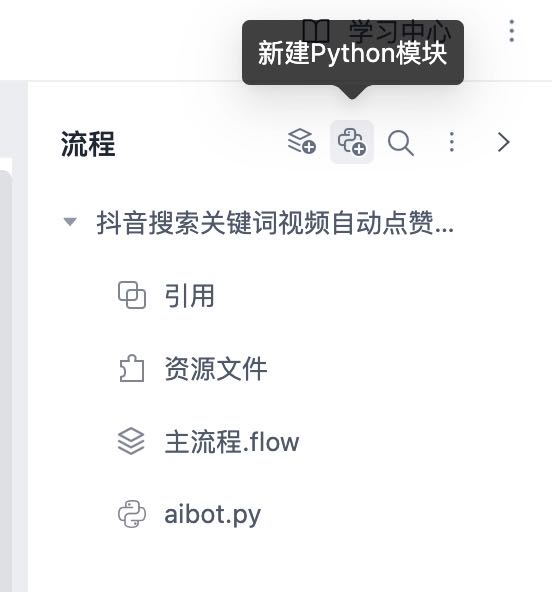 学习中心
新建Python模块
流程
抖音搜索关键词视频自动点赞...
引用
资源文件
主流程.flow
aibot.py